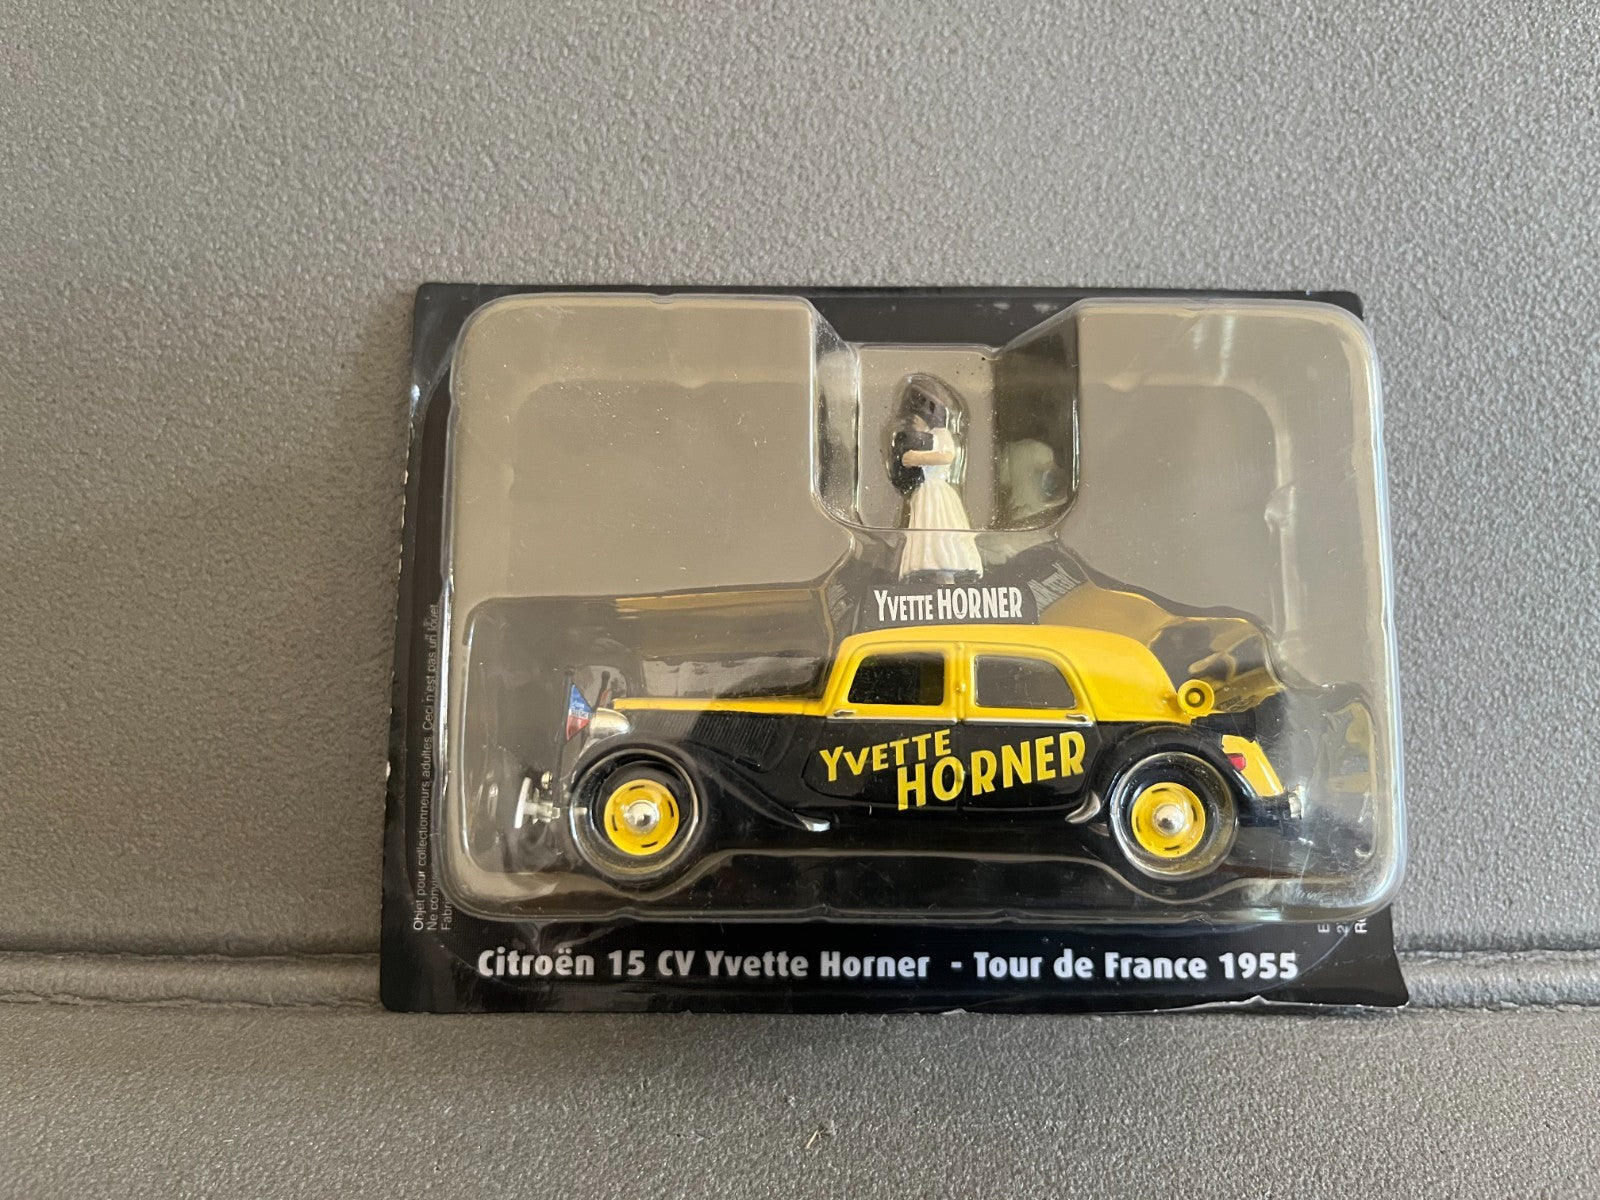 YVETTE HORNER
YVETTE
HORNER
Objet pour collectionneurs adultes. Ceci n'est pas un jouet.
Ne
Citroën 15 CV Yvette Horner - Tour de France 1955